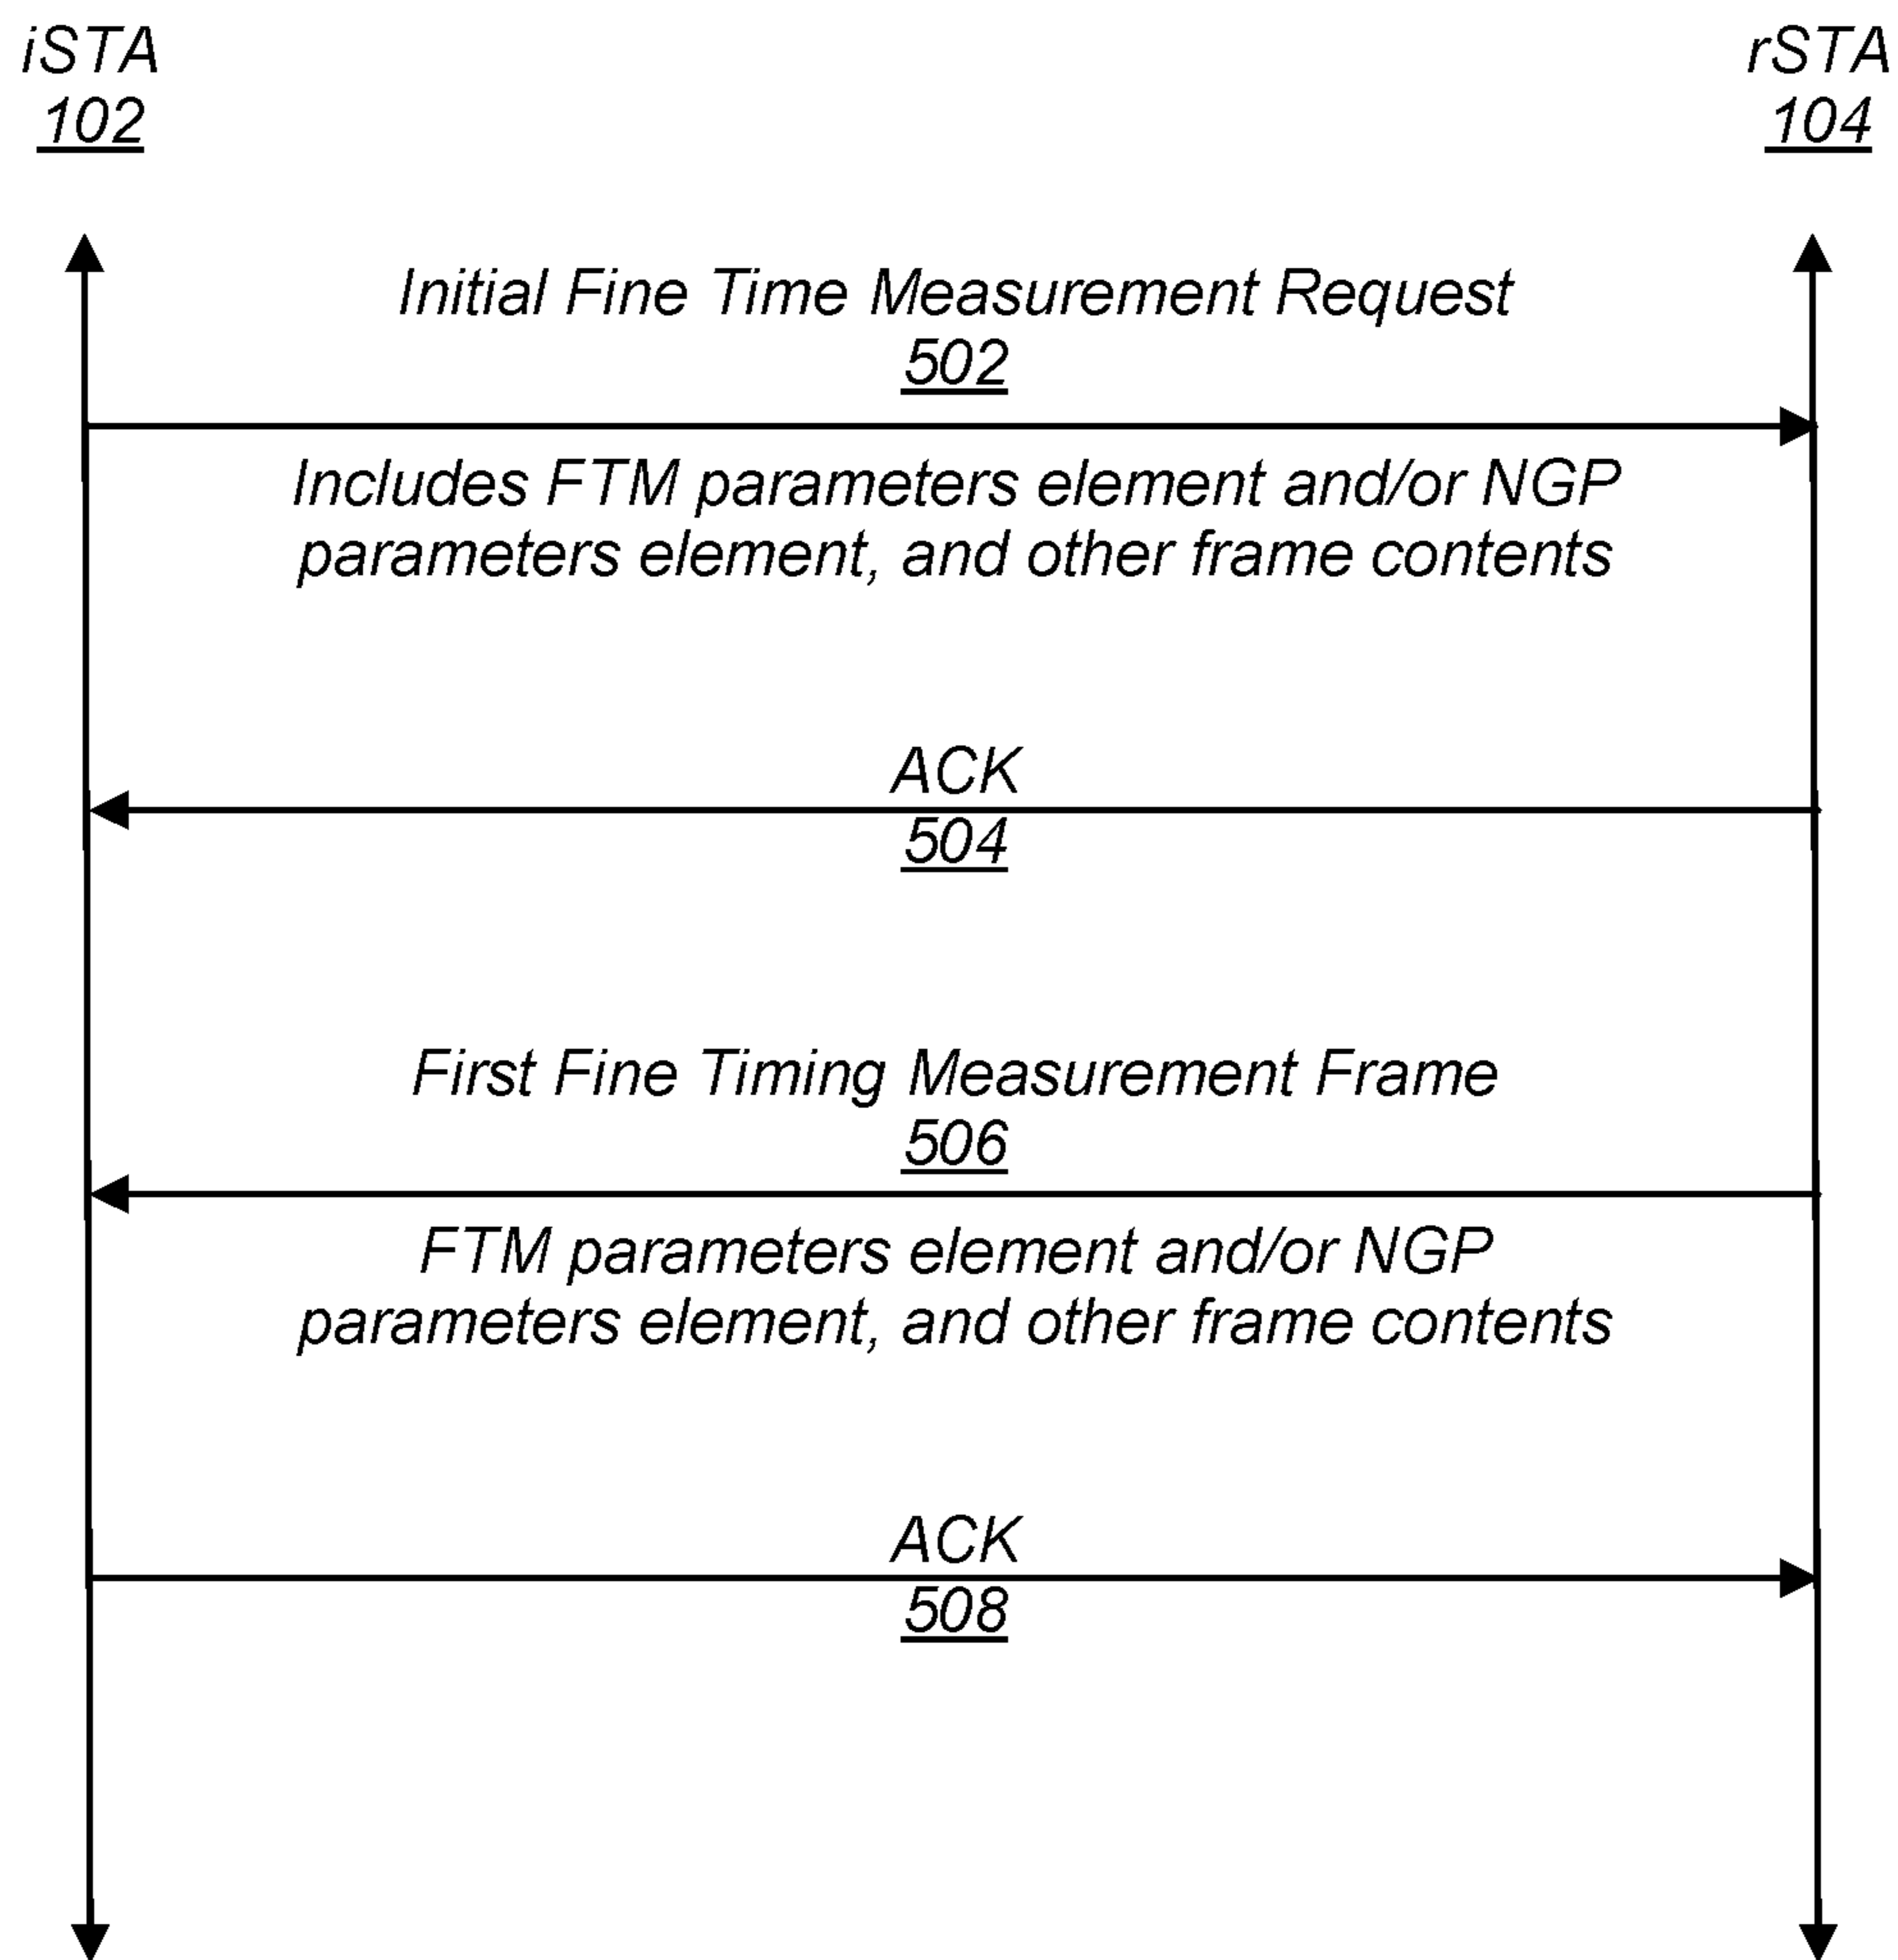 iSTA
102
rSTA
104
Initial Fine Time Measurement Request
502
Includes FTM parameters element and/or NGP
parameters element, and other frame contents
ACK
504
First Fine Timing Measurement Frame
506
FTM parameters element and/or NGP
parameters element, and other frame contents
ACK
508